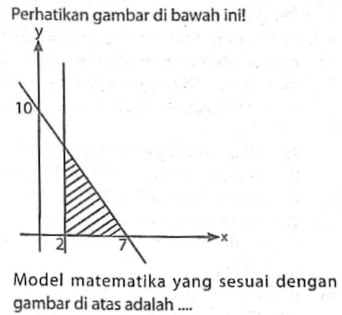 Perhatikan gambar di bawah ini!
y
10
2
7
x
Model matematika yang sesuai dengan
gambar di atas adalah ....